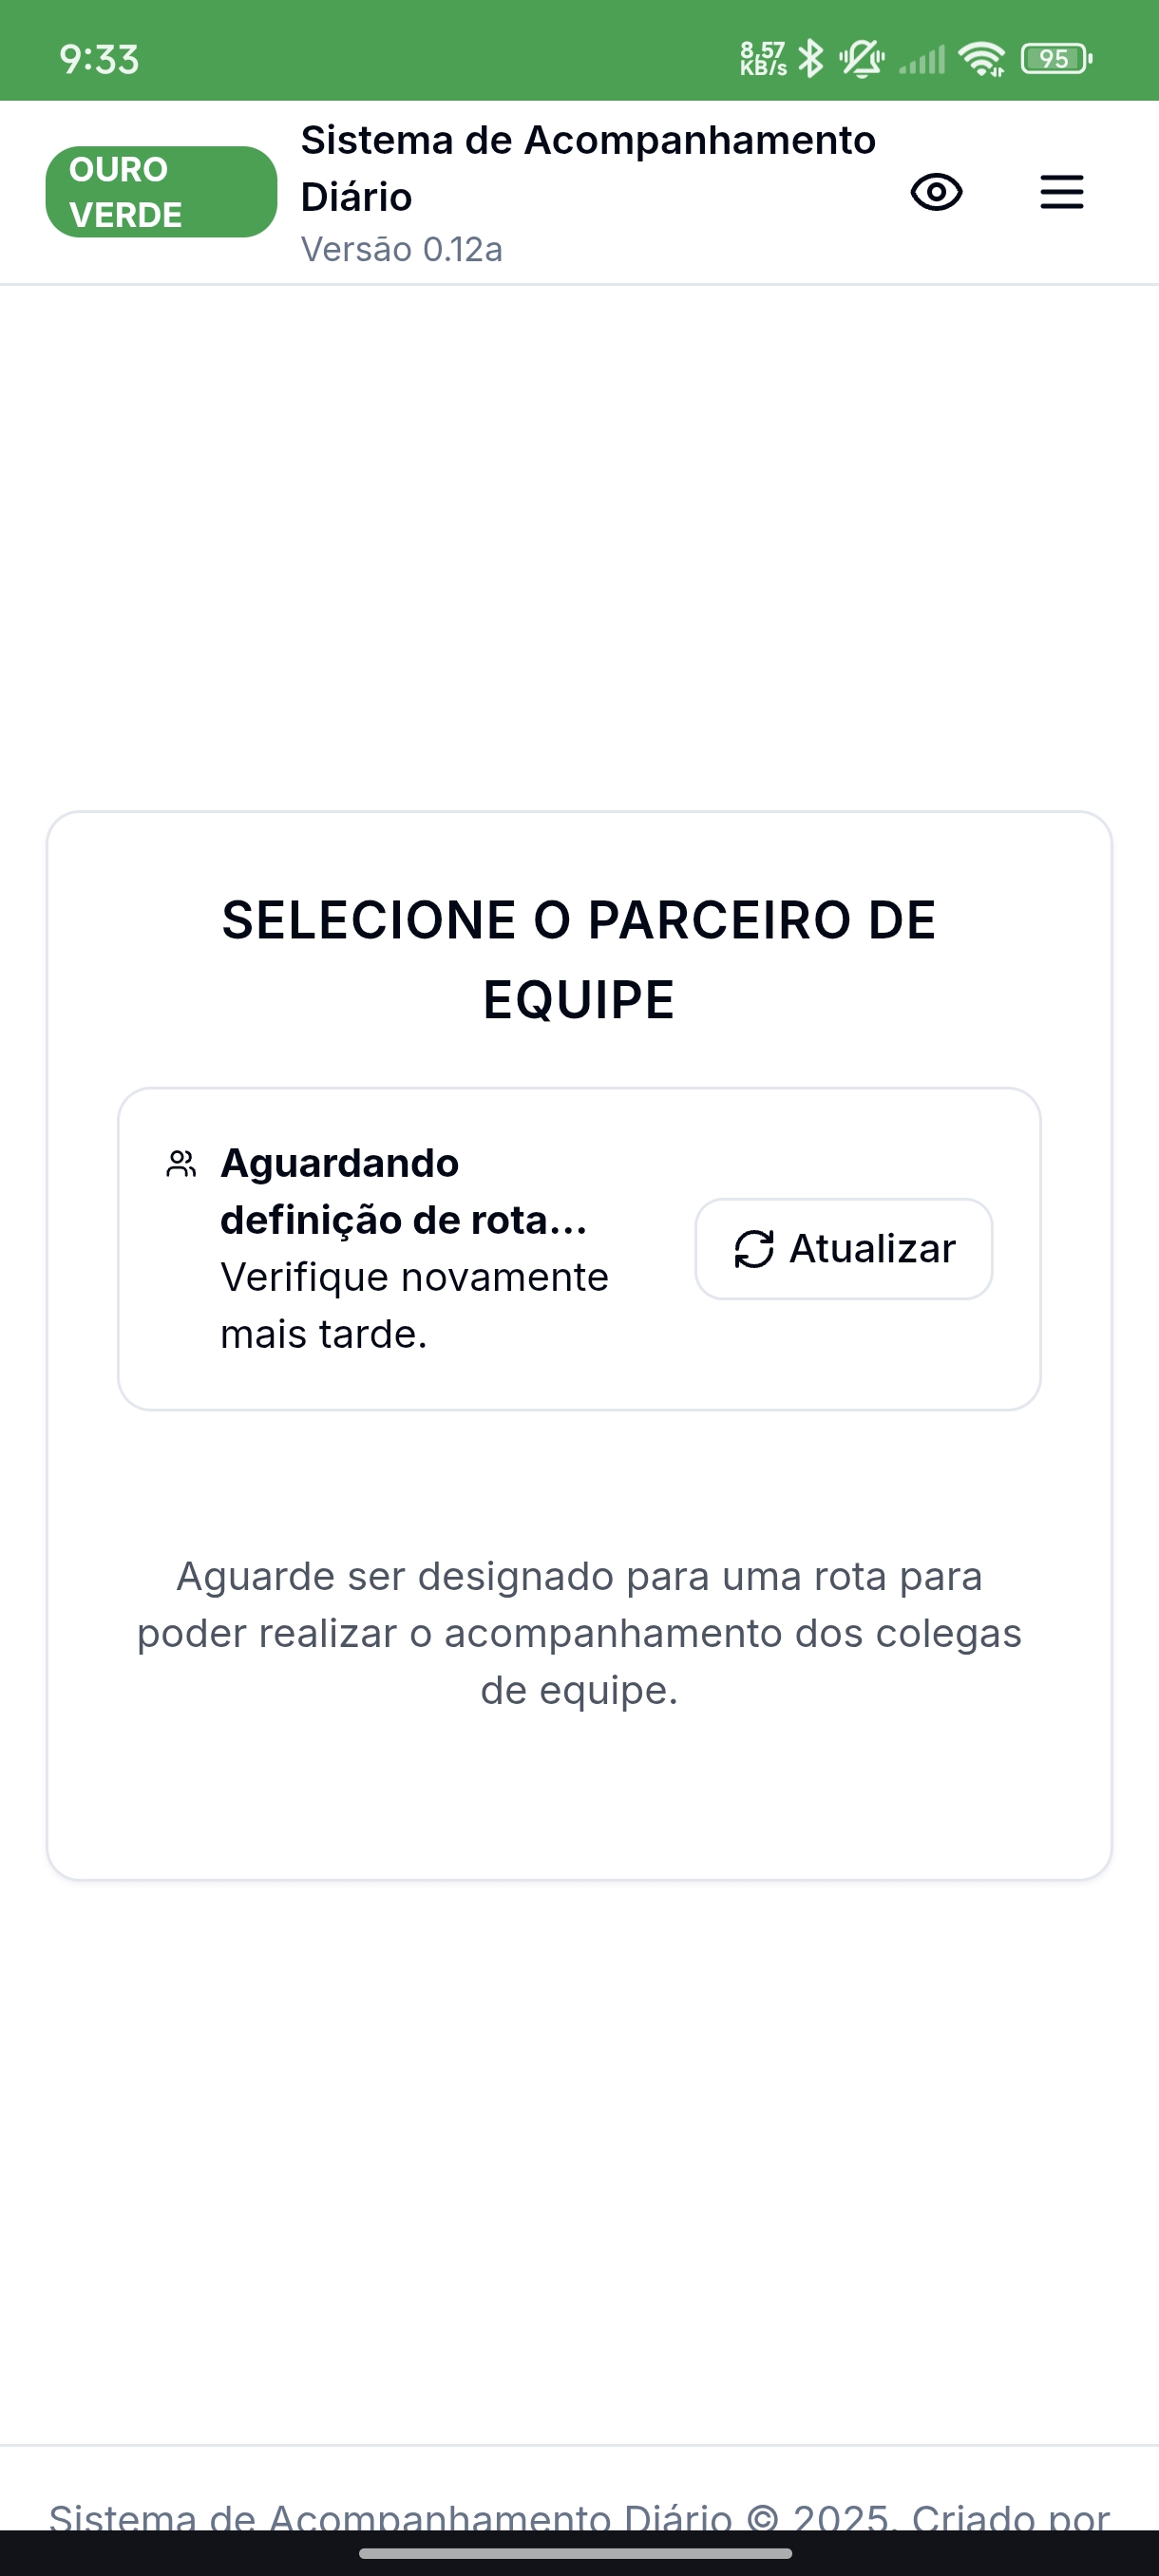 9:33
8,57
KB/s
95
OURO
VERDE
Sistema de Acompanhamento
Diário
Versão 0.12a
SELECIONE O PARCEIRO DE
EQUIPE
Aguardando
definição de rota...
Verifique novamente
mais tarde.
Atualizar
Aguarde ser designado para uma rota para
poder realizar o acompanhamento dos colegas
de equipe.
Sistema de Acompanhamento Diário © 2025. Criado por